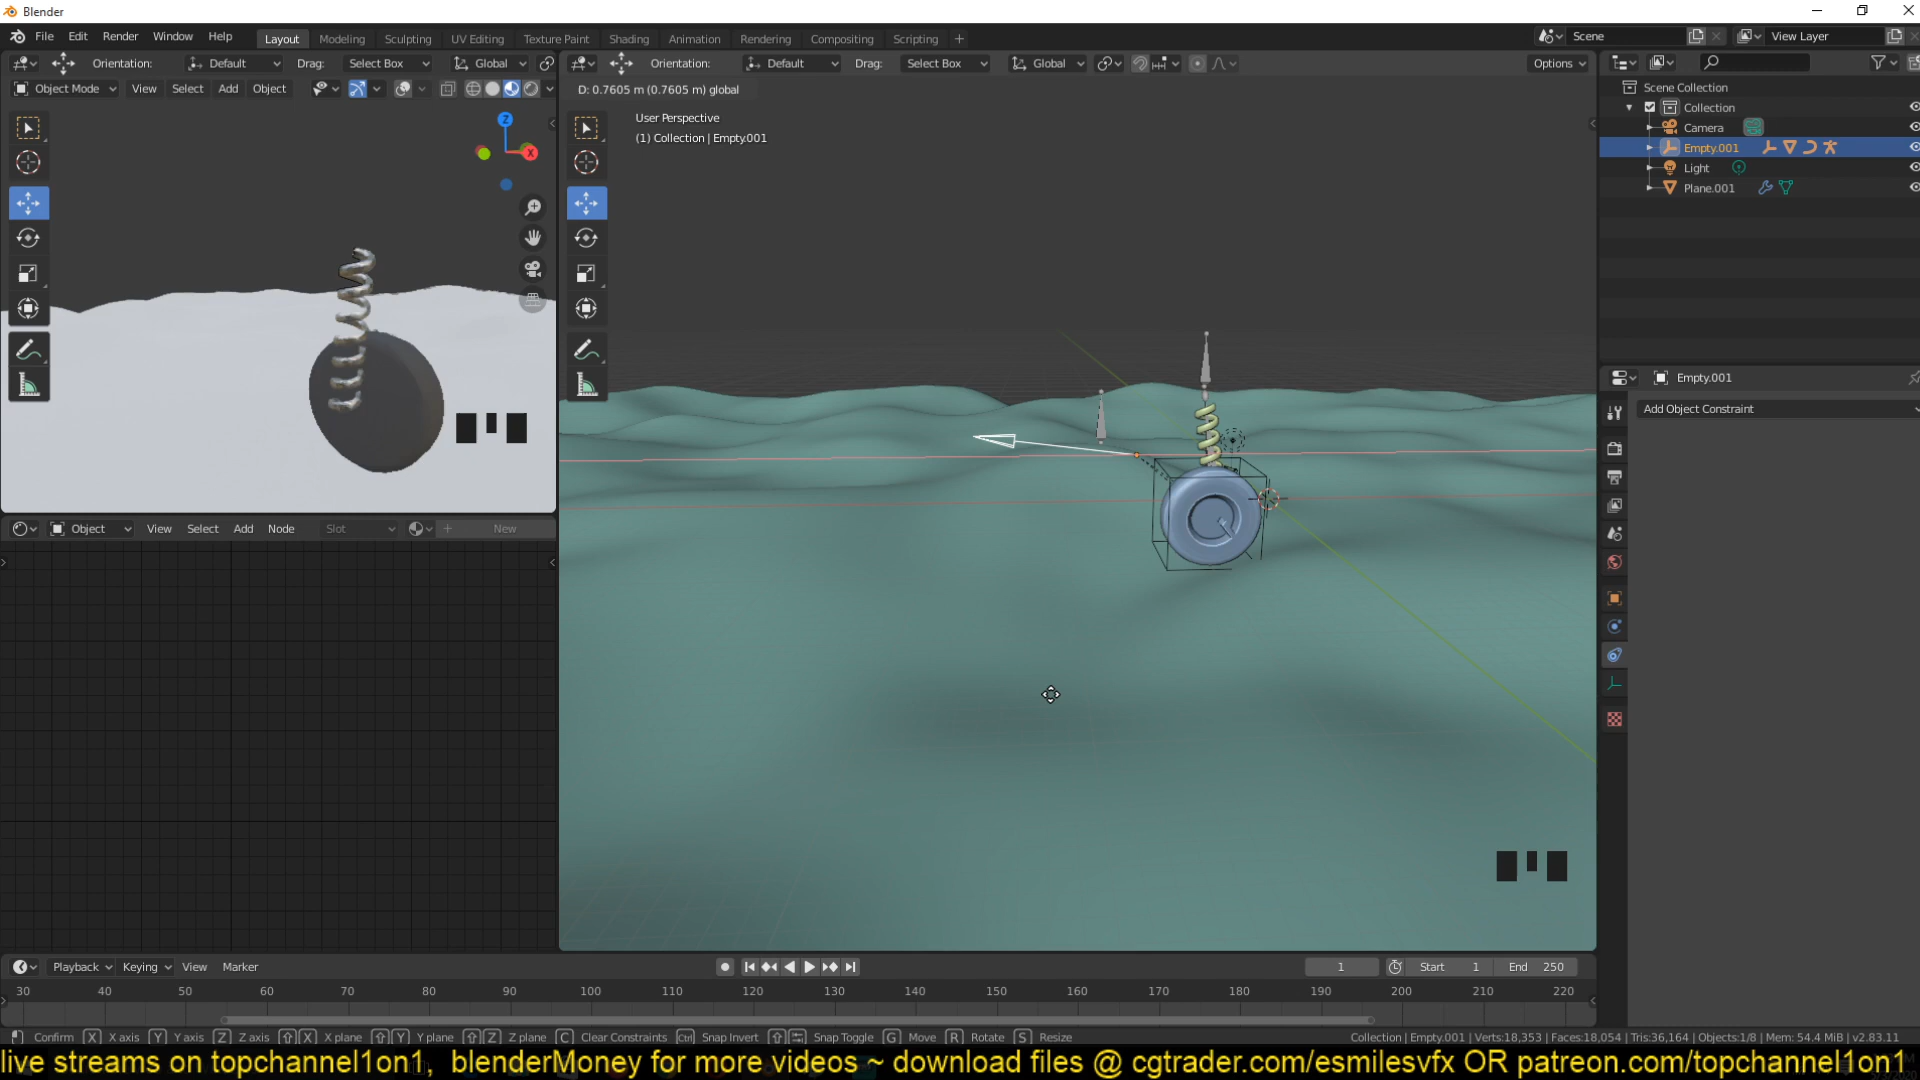 Blender
File Edit Render Window Help Layout Modeling Sculpting UV Editing Texture Paint Shading Animation Rendering Compositing Scripting Scene View Layer
Orientation: Default Drag: Select Box Global Orientation: Default Drag: Select Box Global Options
Object Mode View Select Add Object
D: 0.7605 m (0.7605 m) global
User Perspective
(1) Collection | Empty.001
Scene Collection
Collection
Camera
Empty.001
Light
Plane.001
Z
X
Empty.001
Add Object Constraint
Object View Select Add Node Slot New
Playback Keying View Marker 1 Start 1 End 250
30 40 50 60 70 80 90 100 110 120 130 140 150 160 170 180 190 200 210 220
Confirm X X axis Y Y axis Z Z axis X X plane Y Y plane Z Z plane C Clear Constraints Ctrl Snap Invert Snap Toggle G Move R Rotate S Resize Collection | Empty.001 | Verts:18,353 | Faces:18,054 | Tris:36,164 | Objects:1/8 | Mem: 54.4 MiB | v2.83.11
live streams on topchannel1on1, blenderMoney for more videos ~ download files @ cgtrader.com/esmilesvfx OR patreon.com/topchannel1on1